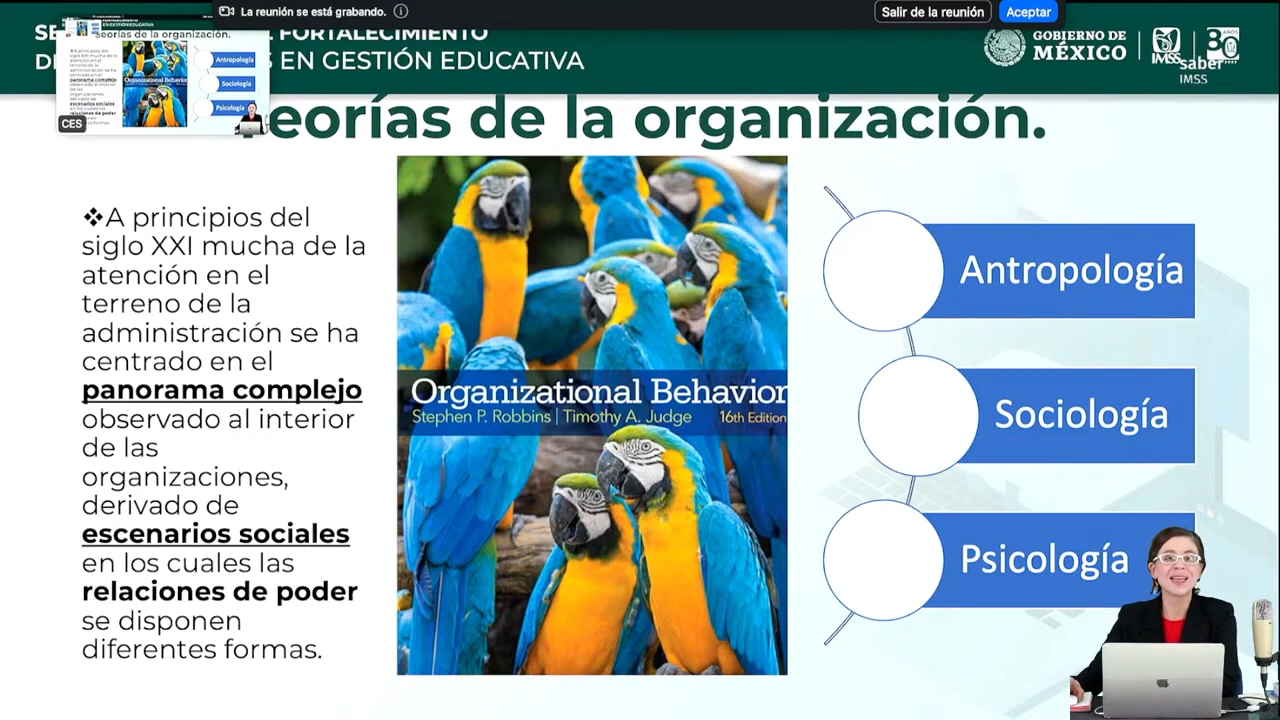 La reunión se está grabando.
Salir de la reunión
Aceptar
FORTALECIMIENTO
EN GESTIÓN EDUCATIVA
GOBIERNO DE
MÉXICO
IMSS
saber
IMSS
eorías de la organización.
CES
Antropología
Sociología
Psicología
❖A principios del
siglo XXI mucha de la
atención en el
terreno de la
administración se ha
centrado en el
panorama complejo
observado al interior
de las
organizaciones,
derivado de
escenarios sociales
en los cuales las
relaciones de poder
se disponen
diferentes formas.
Organizational Behavior
Stephen P. Robbins | Timothy A. Judge 16th Edition
Antropología
Sociología
Psicología